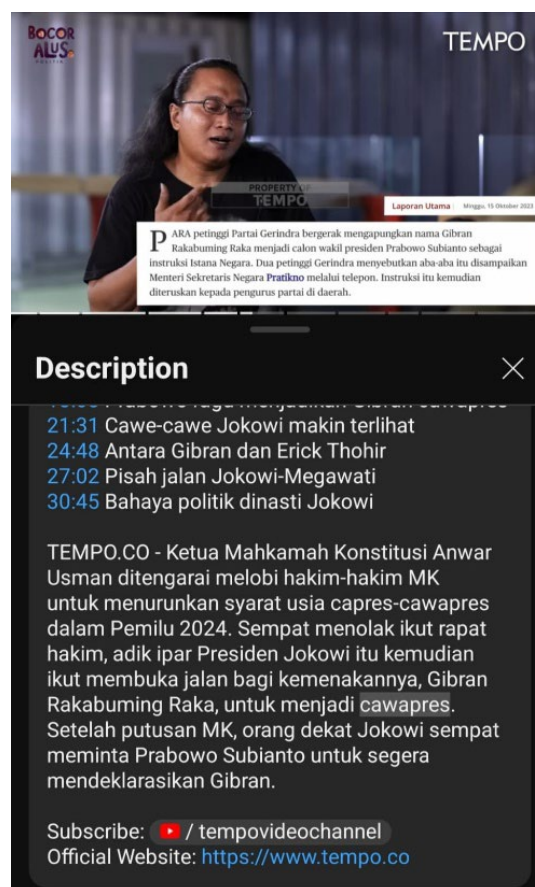 BOCOR
ALUS
POLITIK
TEMPO
PROPERTY OF
TEMPO
Laporan Utama Minggu, 15 Oktober 2023
PARA petinggi Partai Gerindra bergerak mengapungkan nama Gibran
Rakabuming Raka menjadi calon wakil presiden Prabowo Subianto sebagai
instruksi Istana Negara. Dua petinggi Gerindra menyebutkan aba-aba itu disampaikan
Menteri Sekretaris Negara Pratikno melalui telepon. Instruksi itu kemudian
diteruskan kepada pengurus partai di daerah.
Description
21:31 Cawe-cawe Jokowi makin terlihat
24:48 Antara Gibran dan Erick Thohir
27:02 Pisah jalan Jokowi-Megawati
30:45 Bahaya politik dinasti Jokowi
TEMPO.CO - Ketua Mahkamah Konstitusi Anwar
Usman ditengarai melobi hakim-hakim MK
untuk menurunkan syarat usia capres-cawapres
dalam Pemilu 2024. Sempat menolak ikut rapat
hakim, adik ipar Presiden Jokowi itu kemudian
ikut membuka jalan bagi kemenakannya, Gibran
Rakabuming Raka, untuk menjadi cawapres.
Setelah putusan MK, orang dekat Jokowi sempat
meminta Prabowo Subianto untuk segera
mendeklarasikan Gibran.
Subscribe: / tempovideochannel
Official Website: https://www.tempo.co